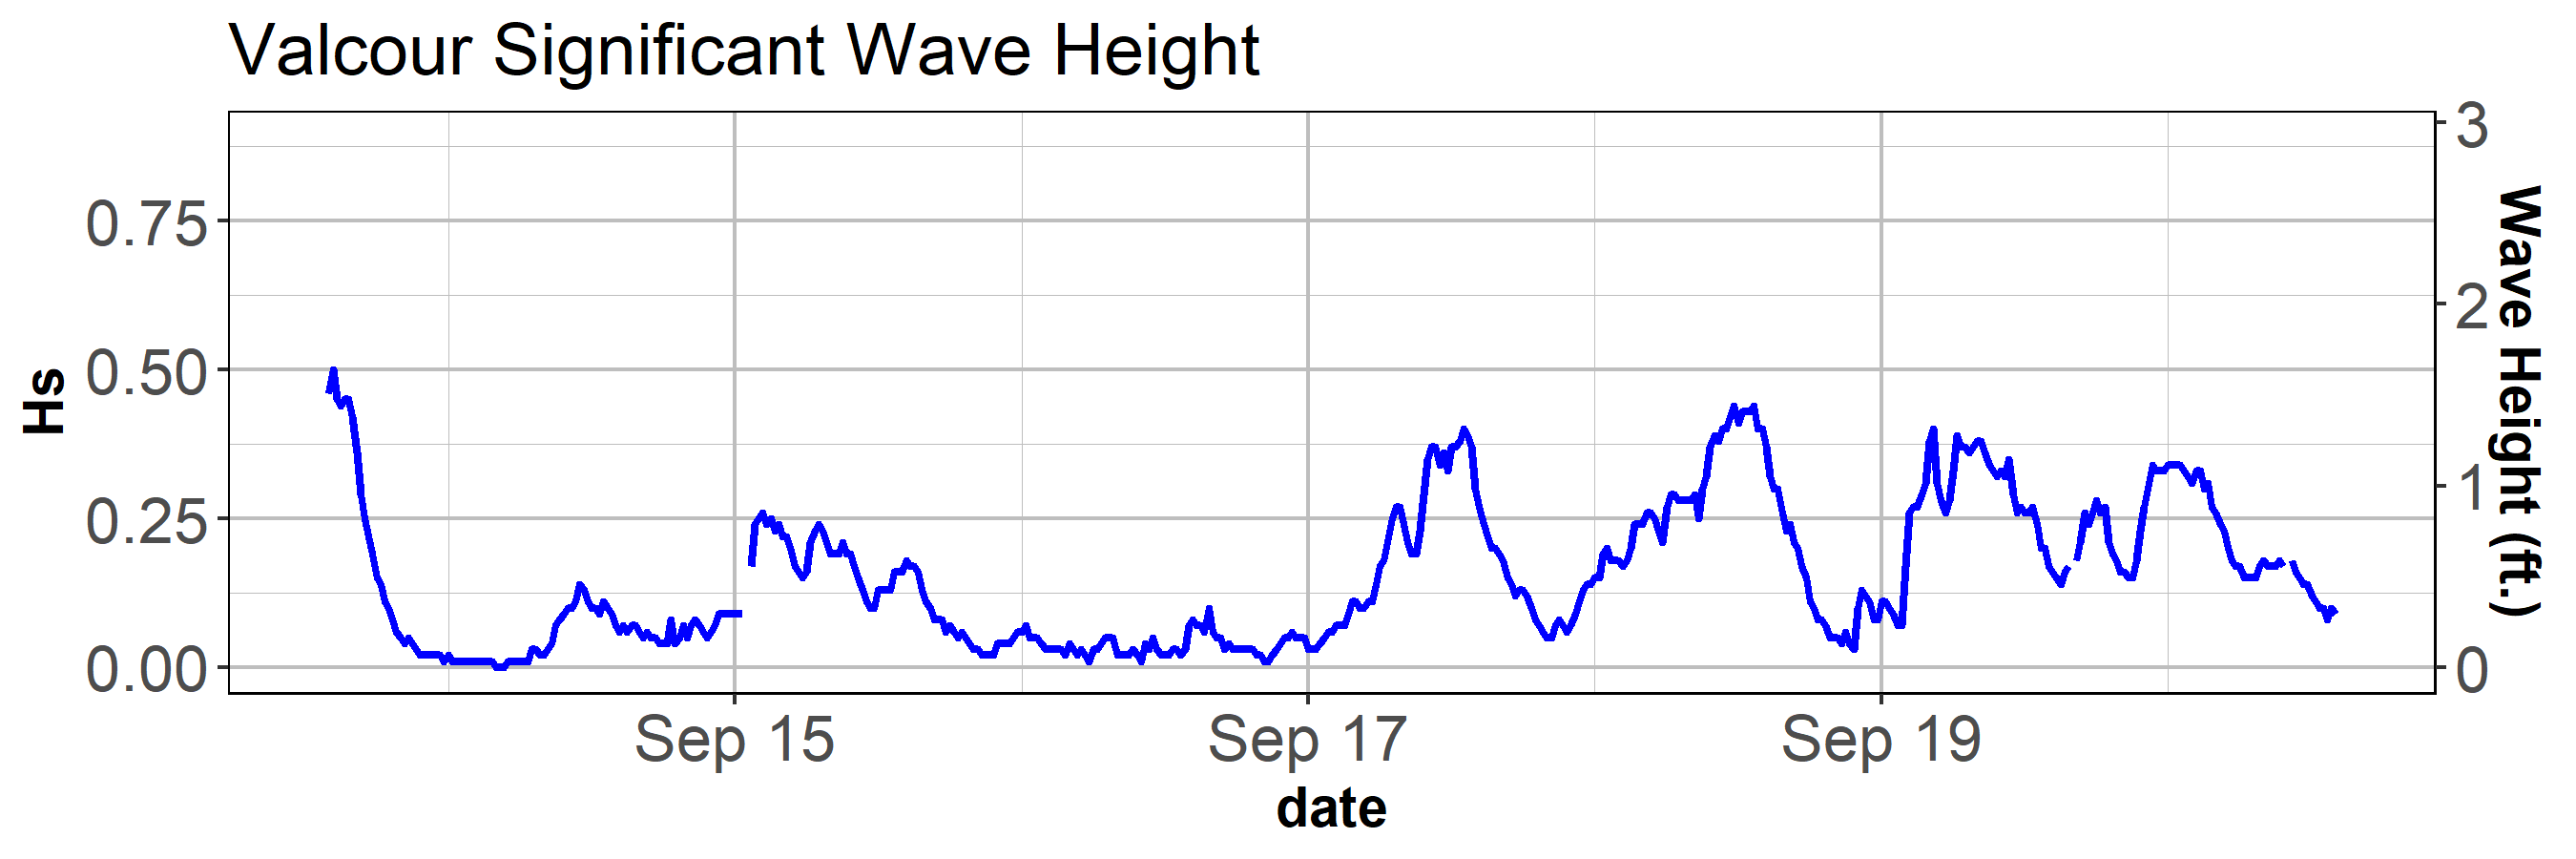 Valcour Significant Wave Height
Hs
0.75
0.50
0.25
0.00
3
2
1
0
Wave Height (ft.)
Sep 15
Sep 17
Sep 19
date